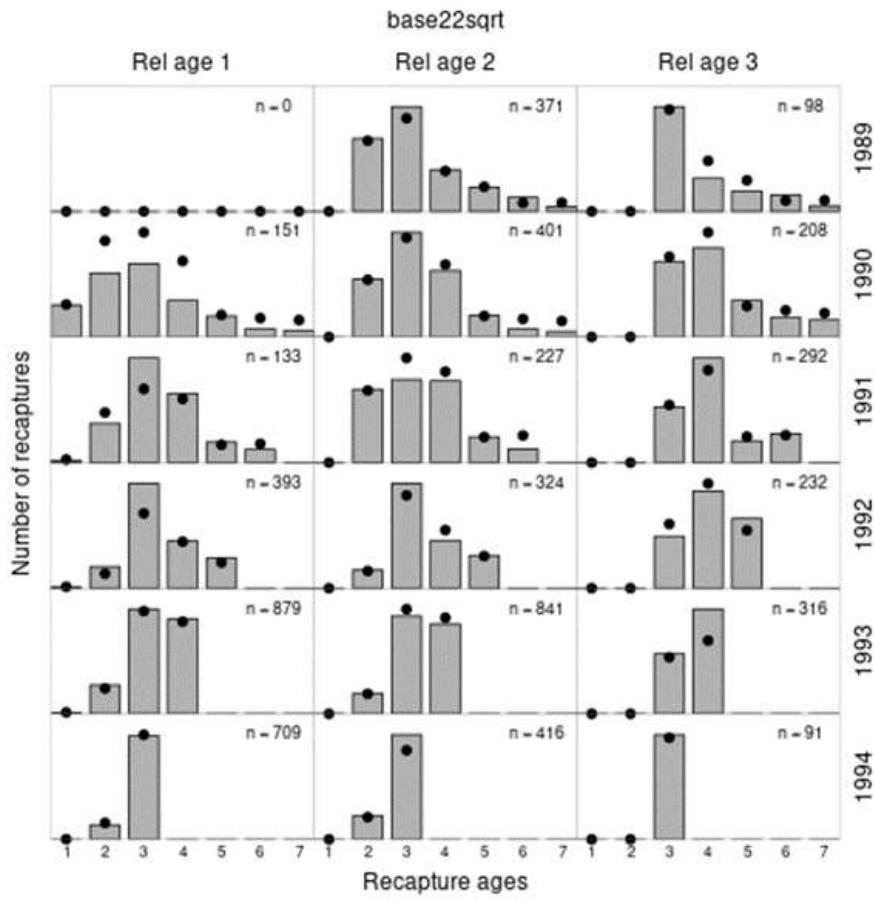 base22sqrt
Rel age 1 Rel age 2 Rel age 3
n=0 n=371 n=98 1989
n=151 n=401 n=208 1990
n=133 n=227 n=292 1991
n=393 n=324 n=232 1992
n=879 n=841 n=316 1993
n=709 n=416 n=91 1994
Number of recaptures
1 2 3 4 5 6 7 1 2 3 4 5 6 7 1 2 3 4 5 6 7
Recapture ages